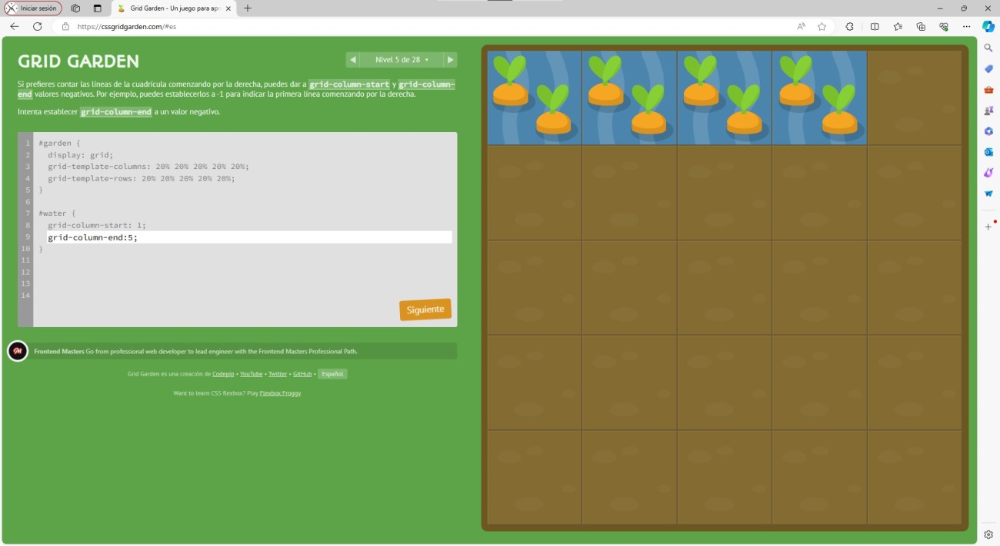 Iniciar sesión
Grid Garden - Un juego para apr
https://cssgridgarden.com/#es
GRID GARDEN
Nivel 5 de 28
Si prefieres contar las líneas de la cuadrícula comenzando por la derecha, puedes dar a grid-column-start y grid-column-
end valores negativos. Por ejemplo, puedes establecerlos a -1 para indicar la primera línea comenzando por la derecha.
Intenta establecer grid-column-end a un valor negativo.
1 #garden {
2 display: grid;
3 grid-template-columns: 20% 20% 20% 20% 20%;
4 grid-template-rows: 20% 20% 20% 20% 20%;
5 }
6
7 #water {
8 grid-column-start: 1;
9 grid-column-end:5;
10 }
11
12
13
14
Siguiente
Frontend Masters Go from professional web developer to lead engineer with the Frontend Masters Professional Path.
Grid Garden es una creación de Codepip • YouTube • Twitter • GitHub • Español
Want to learn CSS flexbox? Play Flexbox Froggy.